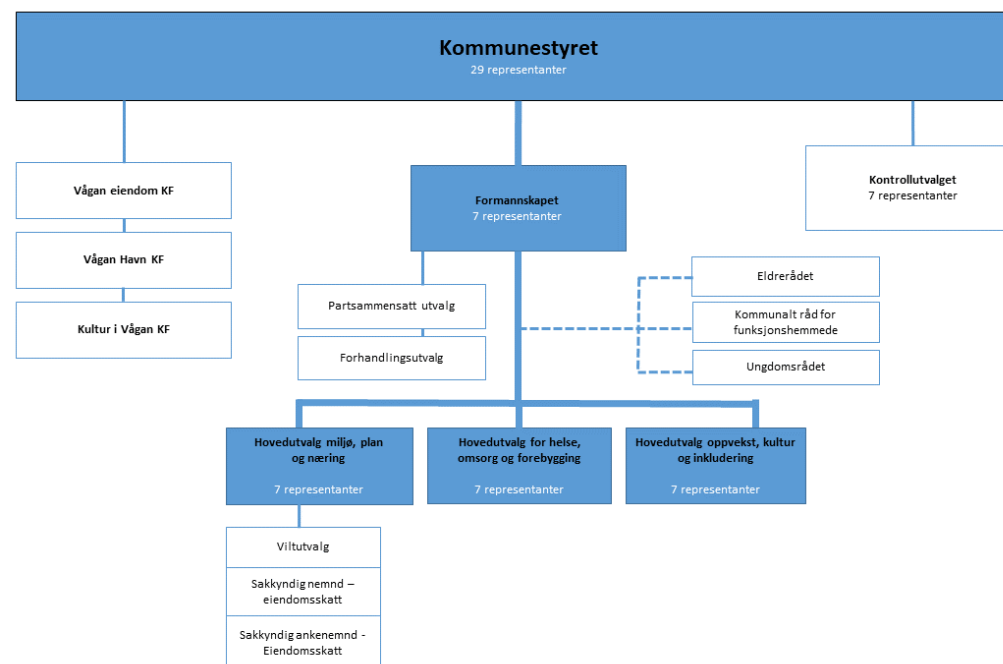 Kommunestyret
29 representanter
Vågan eiendom KF
Vågan Havn KF
Kultur i Vågan KF
Formannskapet
7 representanter
Kontrollutvalget
7 representanter
Partsammensatt utvalg
Forhandlingsutvalg
Eldrerådet
Kommunalt råd for
funksjonshemmede
Ungdomsrådet
Hovedutvalg miljø, plan
og næring
7 representanter
Hovedutvalg for helse,
omsorg og forebygging
7 representanter
Hovedutvalg oppvekst, kultur
og inkludering
7 representanter
Viltutvalg
Sakkyndig nemnd –
eiendomsskatt
Sakkyndig ankenemnd -
Eiendomsskatt